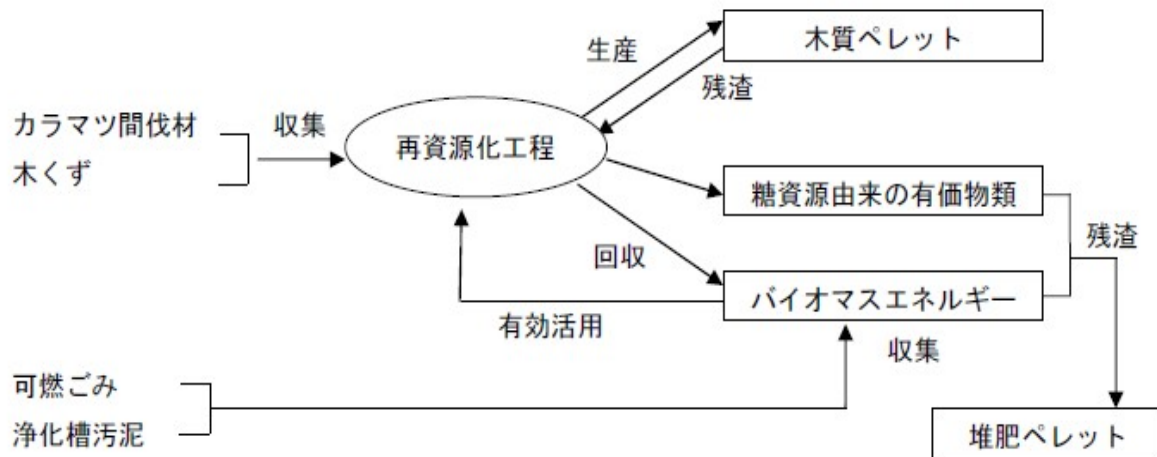 木質ペレット
生産
残渣
カラマツ間伐材
収集
再資源化工程
木くず
糖資源由来の有価物類
残渣
回収
バイオマスエネルギー
有効活用
収集
可燃ごみ
浄化槽汚泥
堆肥ペレット